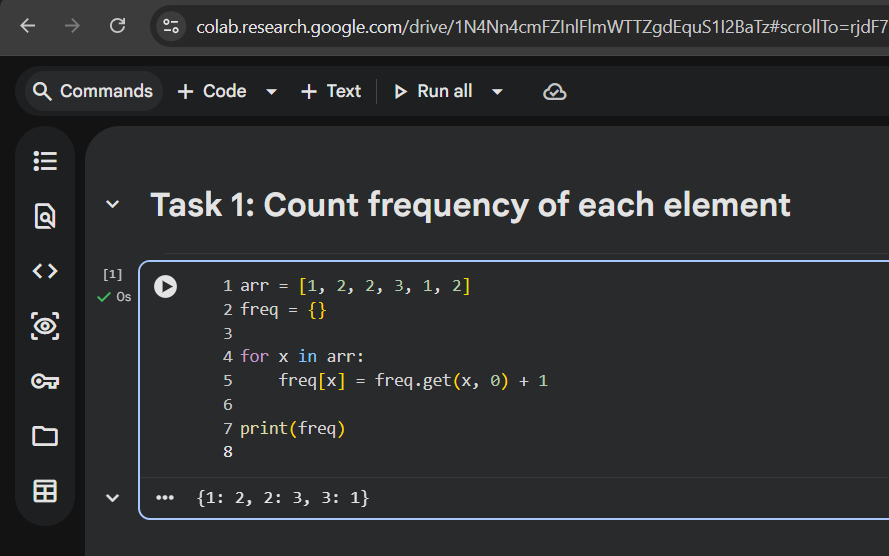 colab.research.google.com/drive/1N4Nn4cmFZInlFlmWTTZgdEquS1I2BaTz#scrollTo=rjdF7
Commands + Code + Text Run all
Task 1: Count frequency of each element
[1]
0s
1 arr = [1, 2, 2, 3, 1, 2]
2 freq = {}
3
4 for x in arr:
5     freq[x] = freq.get(x, 0) + 1
6
7 print(freq)
8
{1: 2, 2: 3, 3: 1}